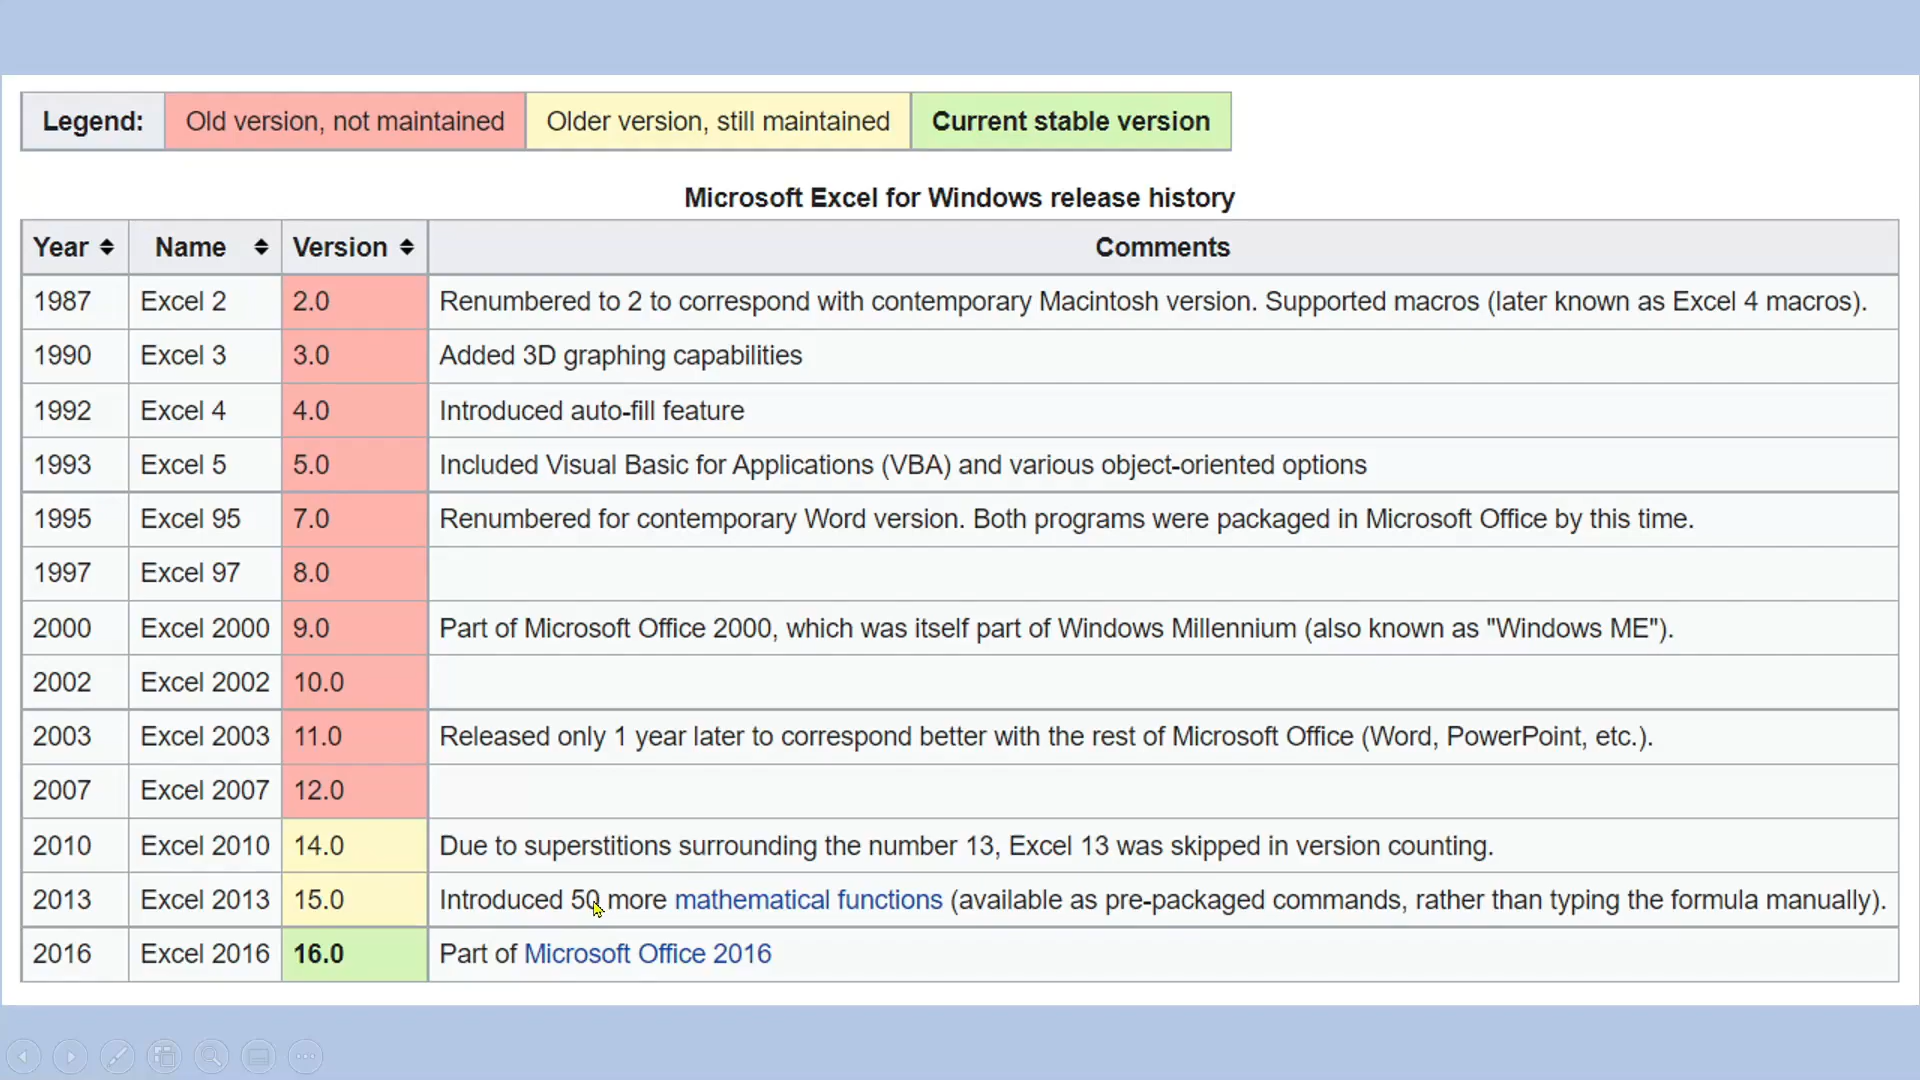 Legend: Old version, not maintained Older version, still maintained Current stable version
Microsoft Excel for Windows release history
Year Name Version Comments
1987 Excel 2 2.0 Renumbered to 2 to correspond with contemporary Macintosh version. Supported macros (later known as Excel 4 macros).
1990 Excel 3 3.0 Added 3D graphing capabilities
1992 Excel 4 4.0 Introduced auto-fill feature
1993 Excel 5 5.0 Included Visual Basic for Applications (VBA) and various object-oriented options
1995 Excel 95 7.0 Renumbered for contemporary Word version. Both programs were packaged in Microsoft Office by this time.
1997 Excel 97 8.0
2000 Excel 2000 9.0 Part of Microsoft Office 2000, which was itself part of Windows Millennium (also known as "Windows ME").
2002 Excel 2002 10.0
2003 Excel 2003 11.0 Released only 1 year later to correspond better with the rest of Microsoft Office (Word, PowerPoint, etc.).
2007 Excel 2007 12.0
2010 Excel 2010 14.0 Due to superstitions surrounding the number 13, Excel 13 was skipped in version counting.
2013 Excel 2013 15.0 Introduced 50 more mathematical functions (available as pre-packaged commands, rather than typing the formula manually).
2016 Excel 2016 16.0 Part of Microsoft Office 2016